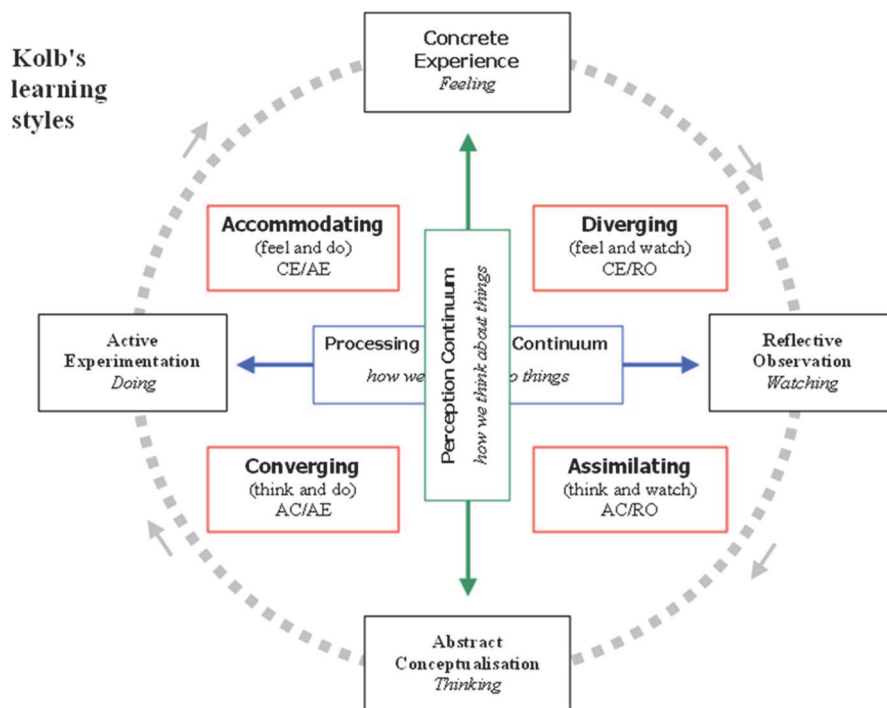 Kolb's
learning
styles
Concrete
Experience
Feeling
Accommodating
(feel and do)
CE/AE
Diverging
(feel and watch)
CE/RO
Active
Experimentation
Doing
Processing Continuum
how we o things
Perception Continuum
how we think about things
Reflective
Observation
Watching
Converging
(think and do)
AC/AE
Assimilating
(think and watch)
AC/RO
Abstract
Conceptualisation
Thinking